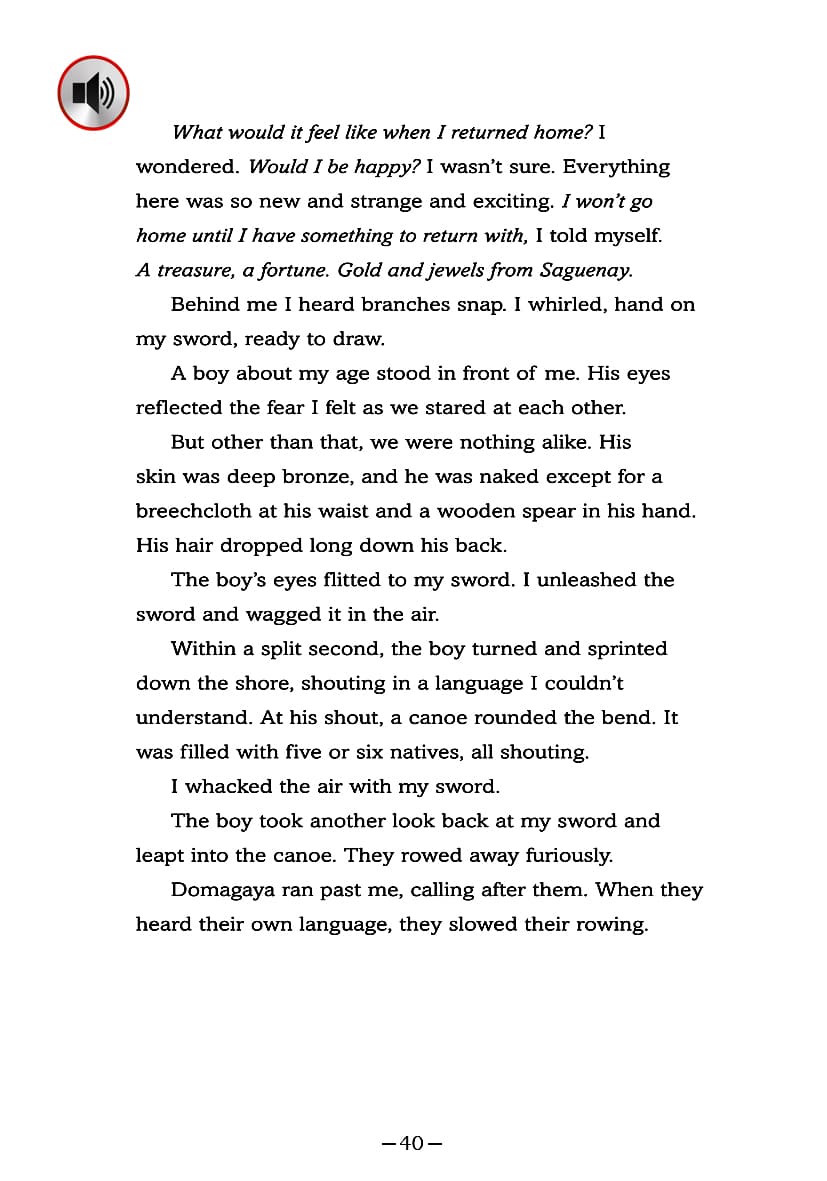 What would it feel like when I returned home? I
wondered. Would I be happy? I wasn’t sure. Everything
here was so new and strange and exciting. I won’t go
home until I have something to return with, I told myself.
A treasure, a fortune. Gold and jewels from Saguenay.
Behind me I heard branches snap. I whirled, hand on
my sword, ready to draw.
A boy about my age stood in front of me. His eyes
reflected the fear I felt as we stared at each other.
But other than that, we were nothing alike. His
skin was deep bronze, and he was naked except for a
breechcloth at his waist and a wooden spear in his hand.
His hair dropped long down his back.
The boy’s eyes flitted to my sword. I unleashed the
sword and wagged it in the air.
Within a split second, the boy turned and sprinted
down the shore, shouting in a language I couldn’t
understand. At his shout, a canoe rounded the bend. It
was filled with five or six natives, all shouting.
I whacked the air with my sword.
The boy took another look back at my sword and
leapt into the canoe. They rowed away furiously.
Domagaya ran past me, calling after them. When they
heard their own language, they slowed their rowing.
—40—